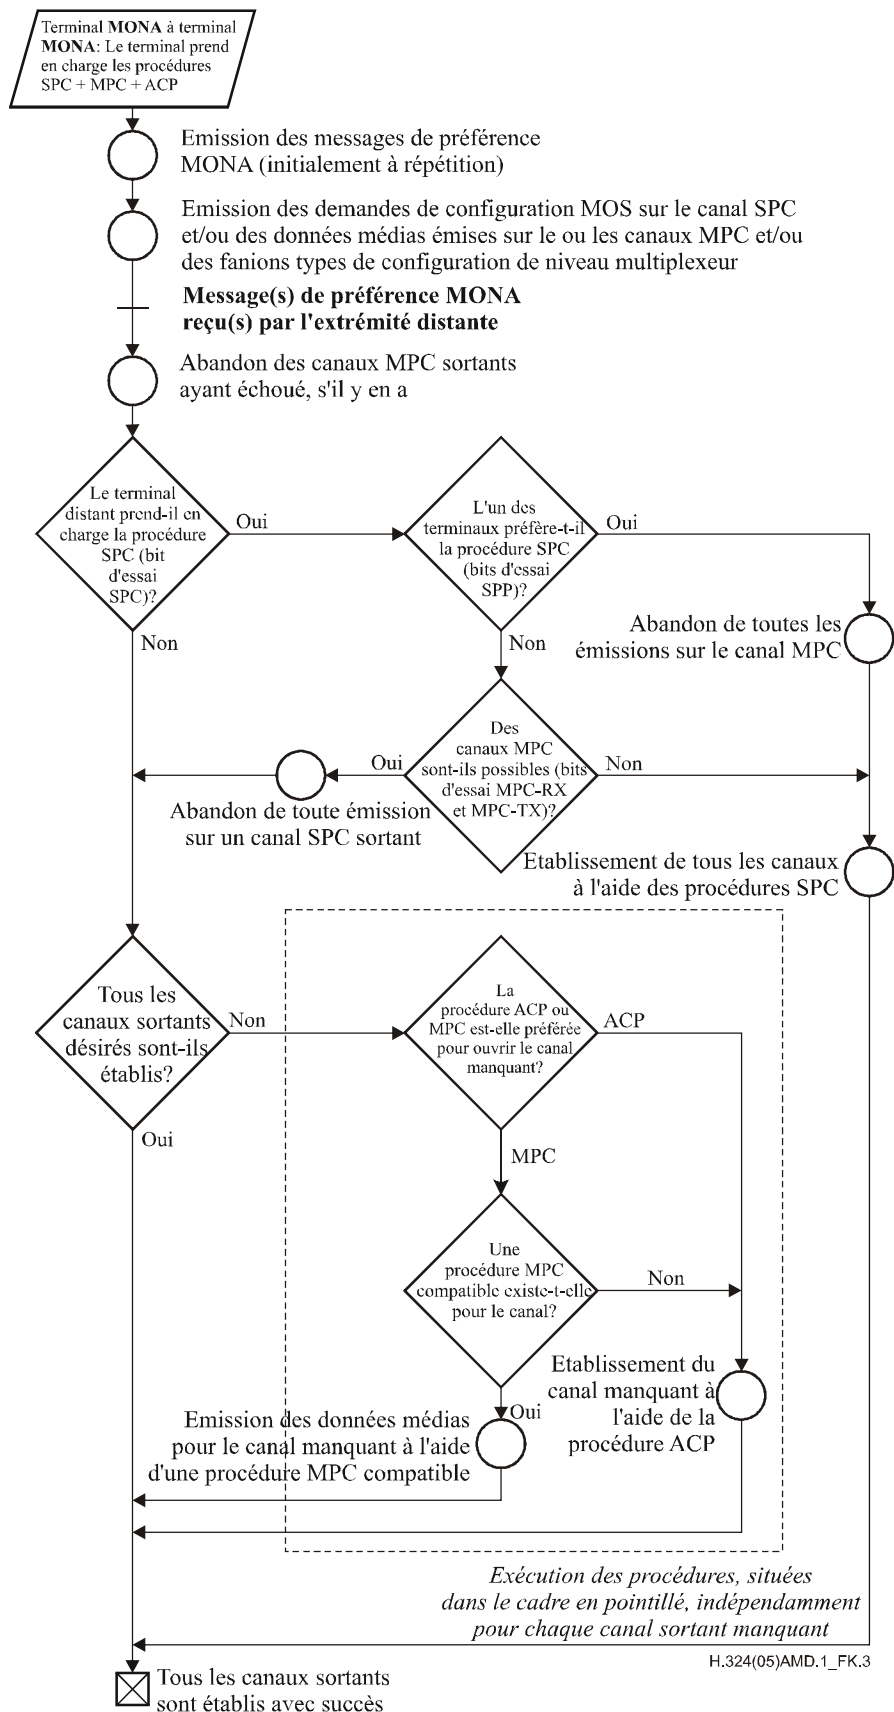 Terminal MONA à terminal
MONA: Le terminal prend
en charge les procédures
SPC + MPC + ACP
Emission des messages de préférence
MONA (initialement à répétition)
Emission des demandes de configuration MOS sur le canal SPC
et/ou des données médias émises sur le ou les canaux MPC et/ou
des fanions types de configuration de niveau multiplexeur
Message(s) de préférence MONA
reçu(s) par l'extrémité distante
Abandon des canaux MPC sortants
ayant échoué, s'il y en a
Le terminal
distant prend-il en
charge la procédure
SPC (bit
d'essai
SPC)?
Oui
L'un des
terminaux préfère-t-il
la procédure SPC
(bits d'essai
SPP)?
Oui
Non
Non
Abandon de toutes les
émissions sur le canal MPC
Des
canaux MPC
sont-ils possibles (bits
d'essai MPC-RX
et MPC-TX)?
Oui
Non
Abandon de toute émission
sur un canal SPC sortant
Etablissement de tous les canaux
à l'aide des procédures SPC
Tous les
canaux sortants
désirés sont-ils
établis?
Non
La
procédure ACP ou
MPC est-elle préférée
pour ouvrir le canal
manquant?
ACP
Oui
MPC
Une
procédure MPC
compatible existe-t-elle
pour le canal?
Non
Etablissement du
canal manquant à
l'aide de la
procédure ACP
Oui
Emission des données médias
pour le canal manquant à l'aide
d'une procédure MPC compatible
Exécution des procédures, situées
dans le cadre en pointillé, indépendamment
pour chaque canal sortant manquant
H.324(05)AMD.1_FK.3
Tous les canaux sortants
sont établis avec succès